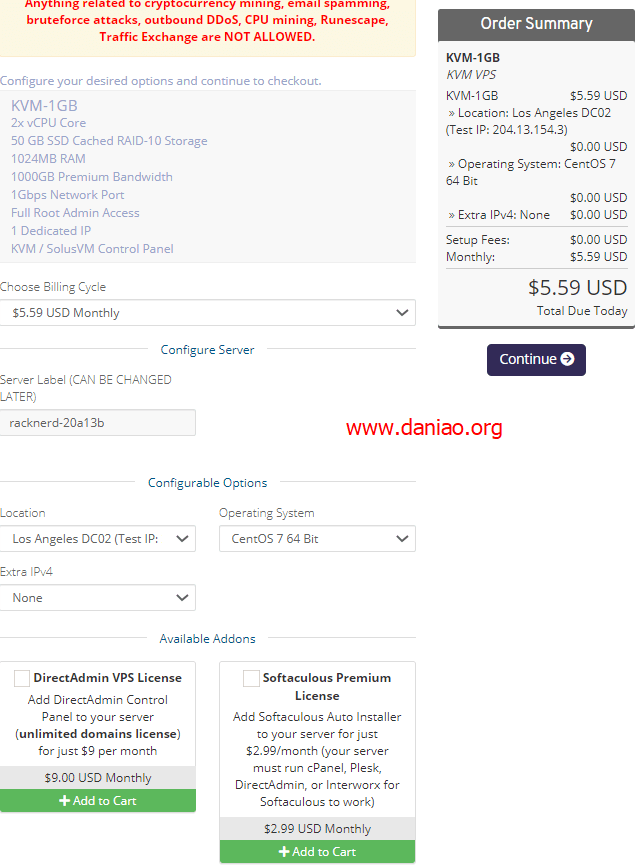 Anything related to cryptocurrency mining, email spamming,
bruteforce attacks, outbound DDoS, CPU mining, Runescape,
Traffic Exchange are NOT ALLOWED.
Configure your desired options and continue to checkout.
KVM-1GB
2x vCPU Core
50 GB SSD Cached RAID-10 Storage
1024MB RAM
1000GB Premium Bandwidth
1Gbps Network Port
Full Root Admin Access
1 Dedicated IP
KVM / SolusVM Control Panel
Choose Billing Cycle
$5.59 USD Monthly
Configure Server
Server Label (CAN BE CHANGED
LATER)
racknerd-20a13b
Configurable Options
Location
Los Angeles DC02 (Test IP:
Operating System
CentOS 7 64 Bit
Extra IPv4
None
Available Addons
DirectAdmin VPS License
Add DirectAdmin Control
Panel to your server
(unlimited domains license)
for just $9 per month
$9.00 USD Monthly
Add to Cart
Softaculous Premium
License
Add Softaculous Auto Installer
to your server for just
$2.99/month (your server
must run cPanel, Plesk,
DirectAdmin, or Interworx for
Softaculous to work)
$2.99 USD Monthly
Add to Cart
Order Summary
KVM-1GB
KVM VPS
KVM-1GB $5.59 USD
» Location: Los Angeles DC02
(Test IP: 204.13.154.3)
$0.00 USD
» Operating System: CentOS 7
64 Bit
$0.00 USD
» Extra IPv4: None $0.00 USD
Setup Fees: $0.00 USD
Monthly: $5.59 USD
$5.59 USD
Total Due Today
Continue
www.daniao.org